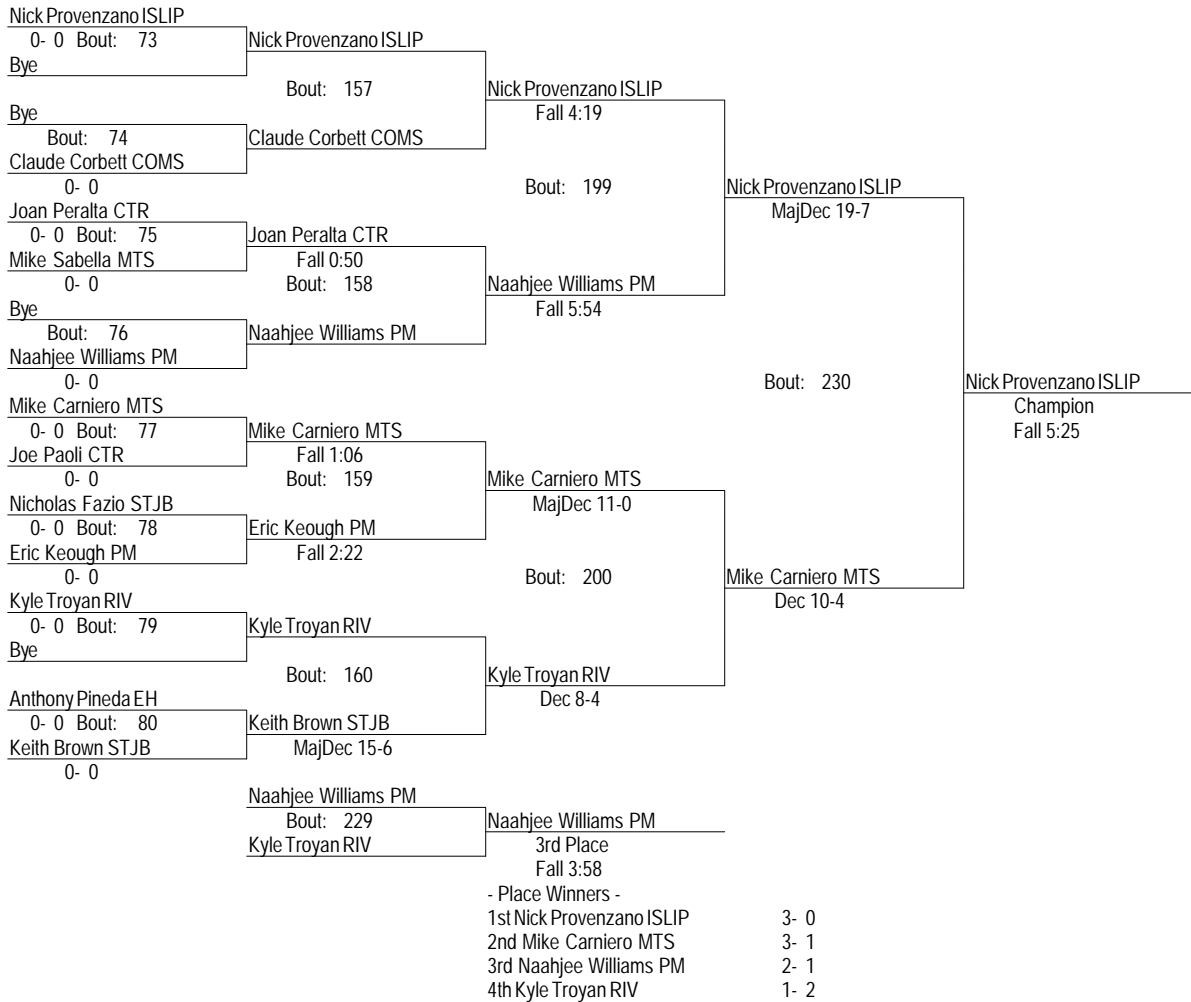 Nick Provenzano ISLIP
0- 0 Bout: 73
Nick Provenzano ISLIP
Bye
Bout: 157
Nick Provenzano ISLIP
Bye
Fall 4:19
Bout: 74
Claude Corbett COMS
Claude Corbett COMS
0- 0
Bout: 199
Nick Provenzano ISLIP
Joan Peralta CTR
MajDec 19-7
0- 0 Bout: 75
Joan Peralta CTR
Mike Sabella MTS
Fall 0:50
0- 0
Bout: 158
Naahjee Williams PM
Bye
Fall 5:54
Bout: 76
Naahjee Williams PM
Naahjee Williams PM
0- 0
Bout: 230
Nick Provenzano ISLIP
Mike Carniero MTS
Champion
0- 0 Bout: 77
Mike Carniero MTS
Fall 5:25
Joe Paoli CTR
Fall 1:06
0- 0
Bout: 159
Mike Carniero MTS
Nicholas Fazio STJB
MajDec 11-0
0- 0 Bout: 78
Eric Keough PM
Eric Keough PM
Fall 2:22
0- 0
Bout: 200
Mike Carniero MTS
Kyle Troyan RIV
Dec 10-4
0- 0 Bout: 79
Kyle Troyan RIV
Bye
Bout: 160
Kyle Troyan RIV
Anthony Pineda EH
Dec 8-4
0- 0 Bout: 80
Keith Brown STJB
Keith Brown STJB
MajDec 15-6
0- 0
Naahjee Williams PM
Bout: 229
Naahjee Williams PM
Kyle Troyan RIV
3rd Place
Fall 3:58
- Place Winners -
1st Nick Provenzano ISLIP 3- 0
2nd Mike Carniero MTS 3- 1
3rd Naahjee Williams PM 2- 1
4th Kyle Troyan RIV 1- 2